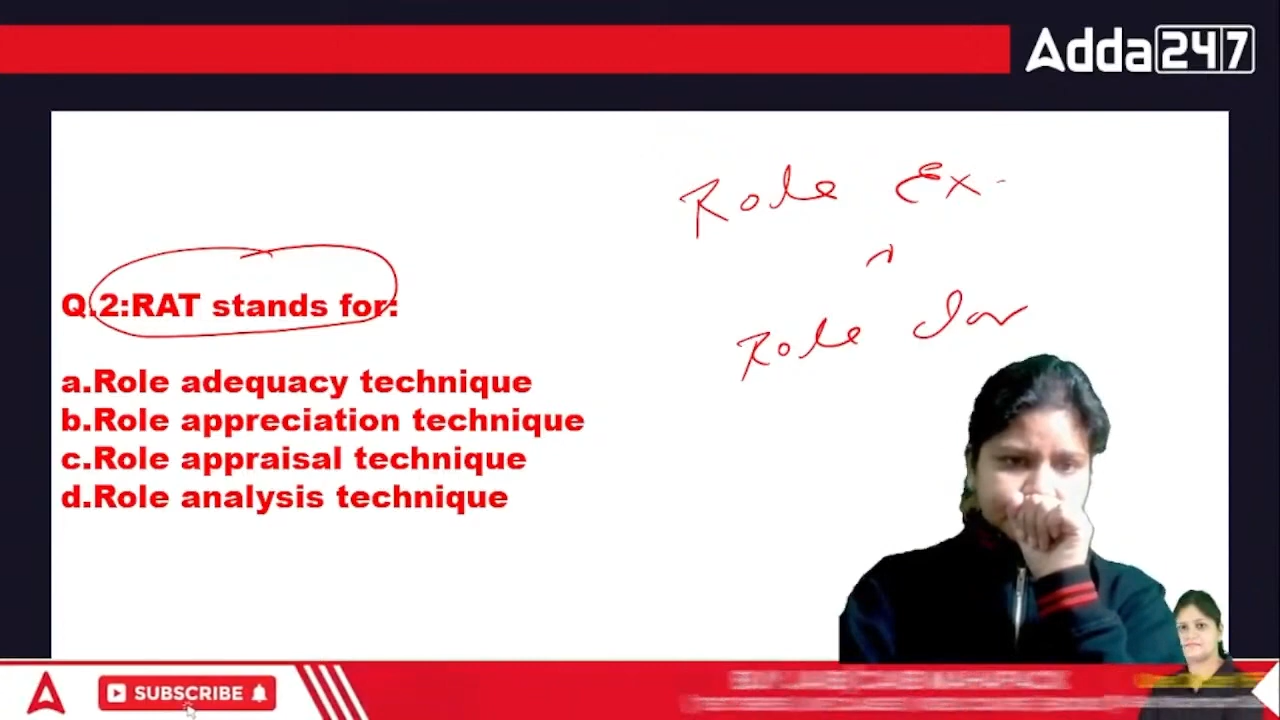 Adda247
Role Ex.
Q.2:RAT stands for:
Role
a.Role adequacy technique
b.Role appreciation technique
c.Role appraisal technique
d.Role analysis technique
SUBSCRIBE